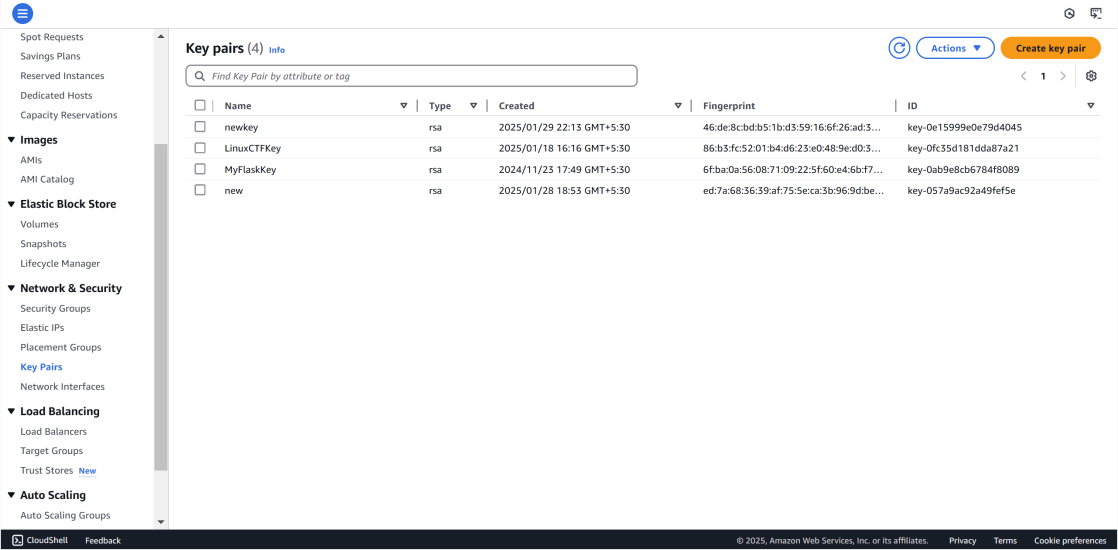 Spot Requests
Savings Plans
Reserved Instances
Dedicated Hosts
Capacity Reservations
Images
AMIs
AMI Catalog
Elastic Block Store
Volumes
Snapshots
Lifecycle Manager
Network & Security
Security Groups
Elastic IPs
Placement Groups
Key Pairs
Network Interfaces
Load Balancing
Load Balancers
Target Groups
Trust Stores New
Auto Scaling
Auto Scaling Groups
Key pairs (4) Info
Actions
Create key pair
Find Key Pair by attribute or tag
1
Name Type Created Fingerprint ID
newkey rsa 2025/01/29 22:13 GMT+5:30 46:de:8c:bd:b5:1b:d3:59:16:6f:26:ad:3... key-0e15999e0e79d4045
LinuxCTFKey rsa 2025/01/18 16:16 GMT+5:30 86:b3:fc:52:01:b4:d6:23:e0:48:9e:d0:3... key-0fc35d181dda87a21
MyFlaskKey rsa 2024/11/23 17:49 GMT+5:30 6f:ba:0a:56:08:71:09:22:5f:60:e4:6b:f7... key-0ab9e8cb6784f8089
new rsa 2025/01/28 18:53 GMT+5:30 ed:7a:68:36:39:af:75:5e:ca:3b:96:9d:be... key-057a9ac92a49fef5e
CloudShell Feedback © 2025, Amazon Web Services, Inc. or its affiliates. Privacy Terms Cookie preferences